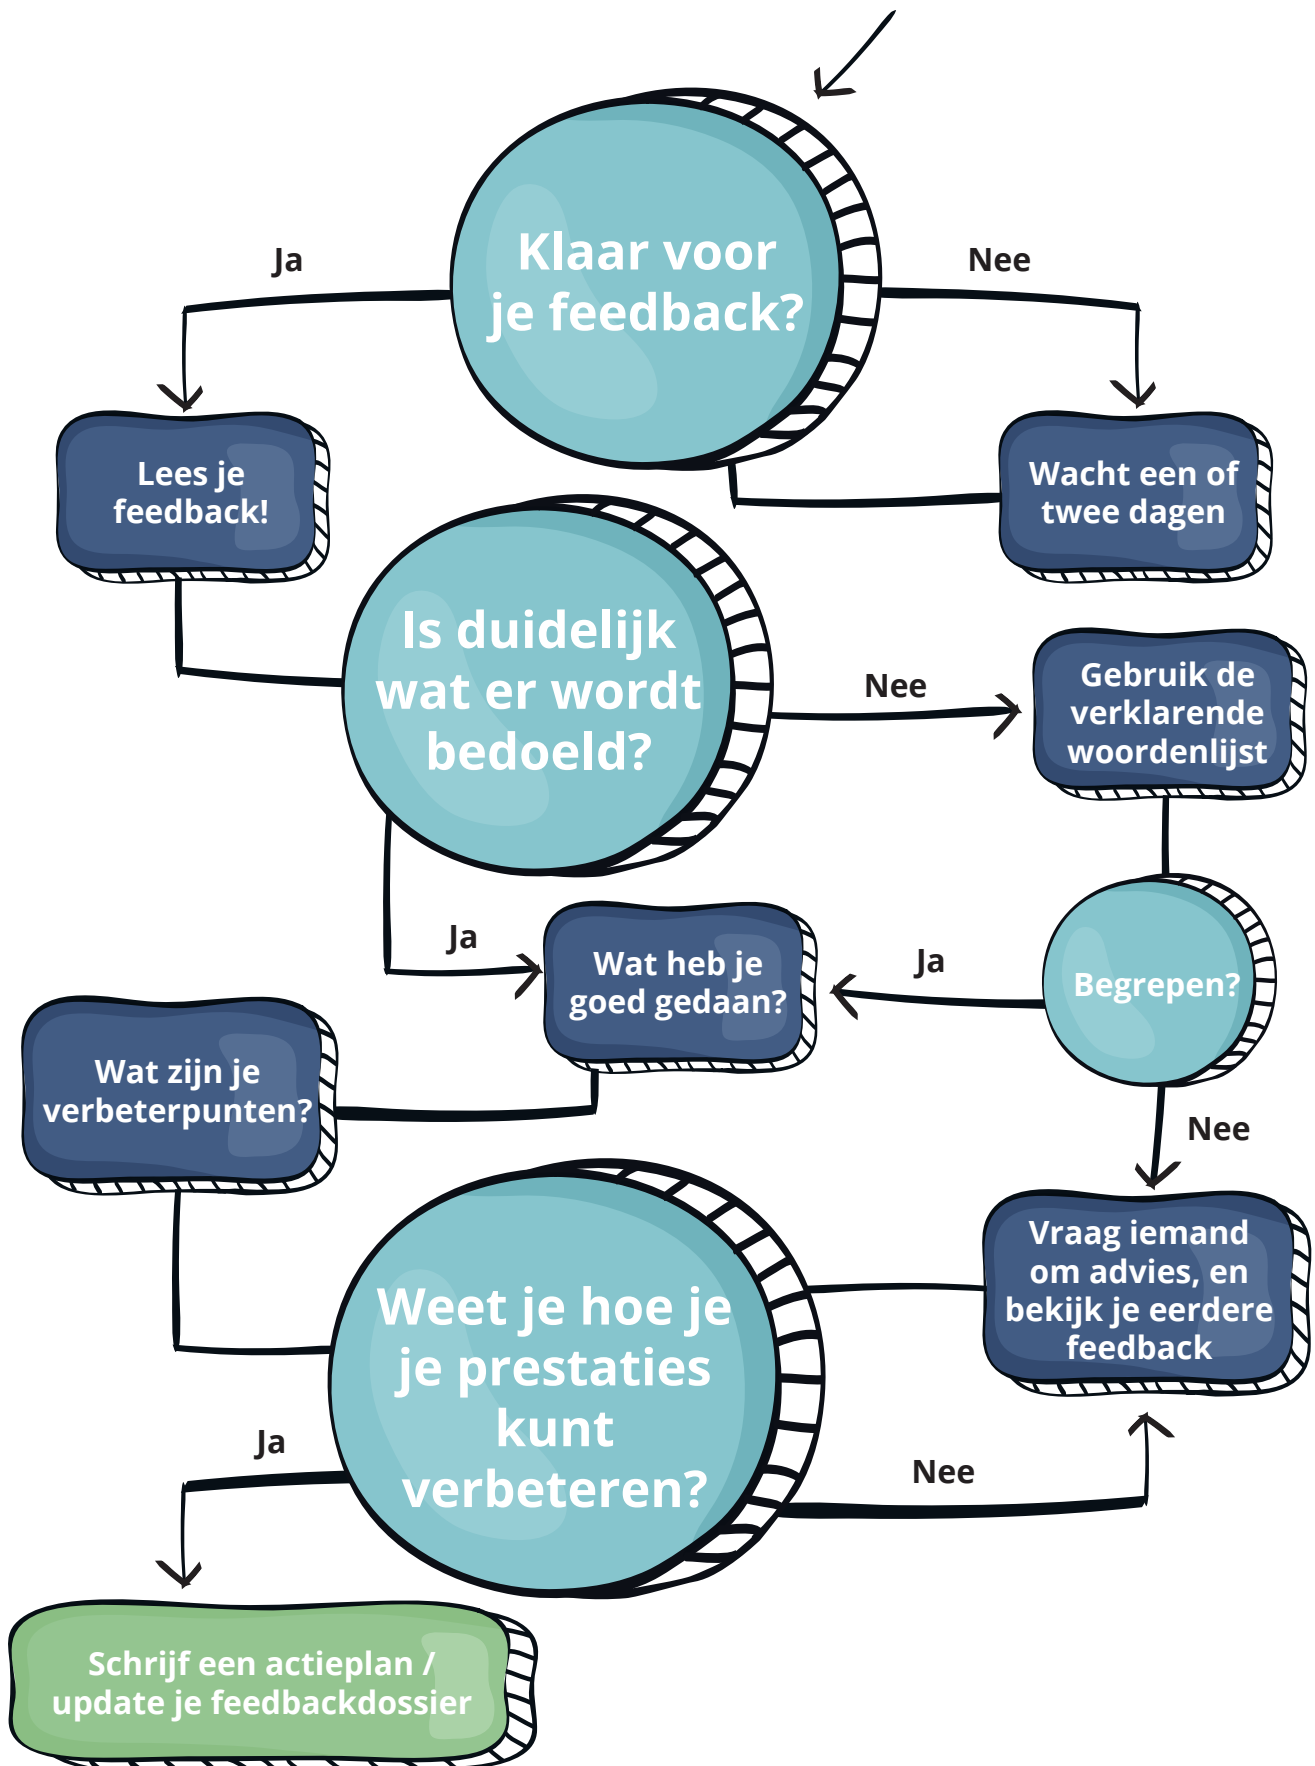 Klaar voor
je feedback?
Ja
Nee
Lees je
feedback!
Wacht een of
twee dagen
Is duidelijk
wat er wordt
bedoeld?
Nee
Gebruik de
verklarende
woordenlijst
Ja
Wat heb je
goed gedaan?
Ja
Begrepen?
Wat zijn je
verbeterpunten?
Nee
Vraag iemand
om advies, en
bekijk je eerdere
feedback
Weet je hoe je
je prestaties
kunt
verbeteren?
Ja
Nee
Schrijf een actieplan /
update je feedbackdossier